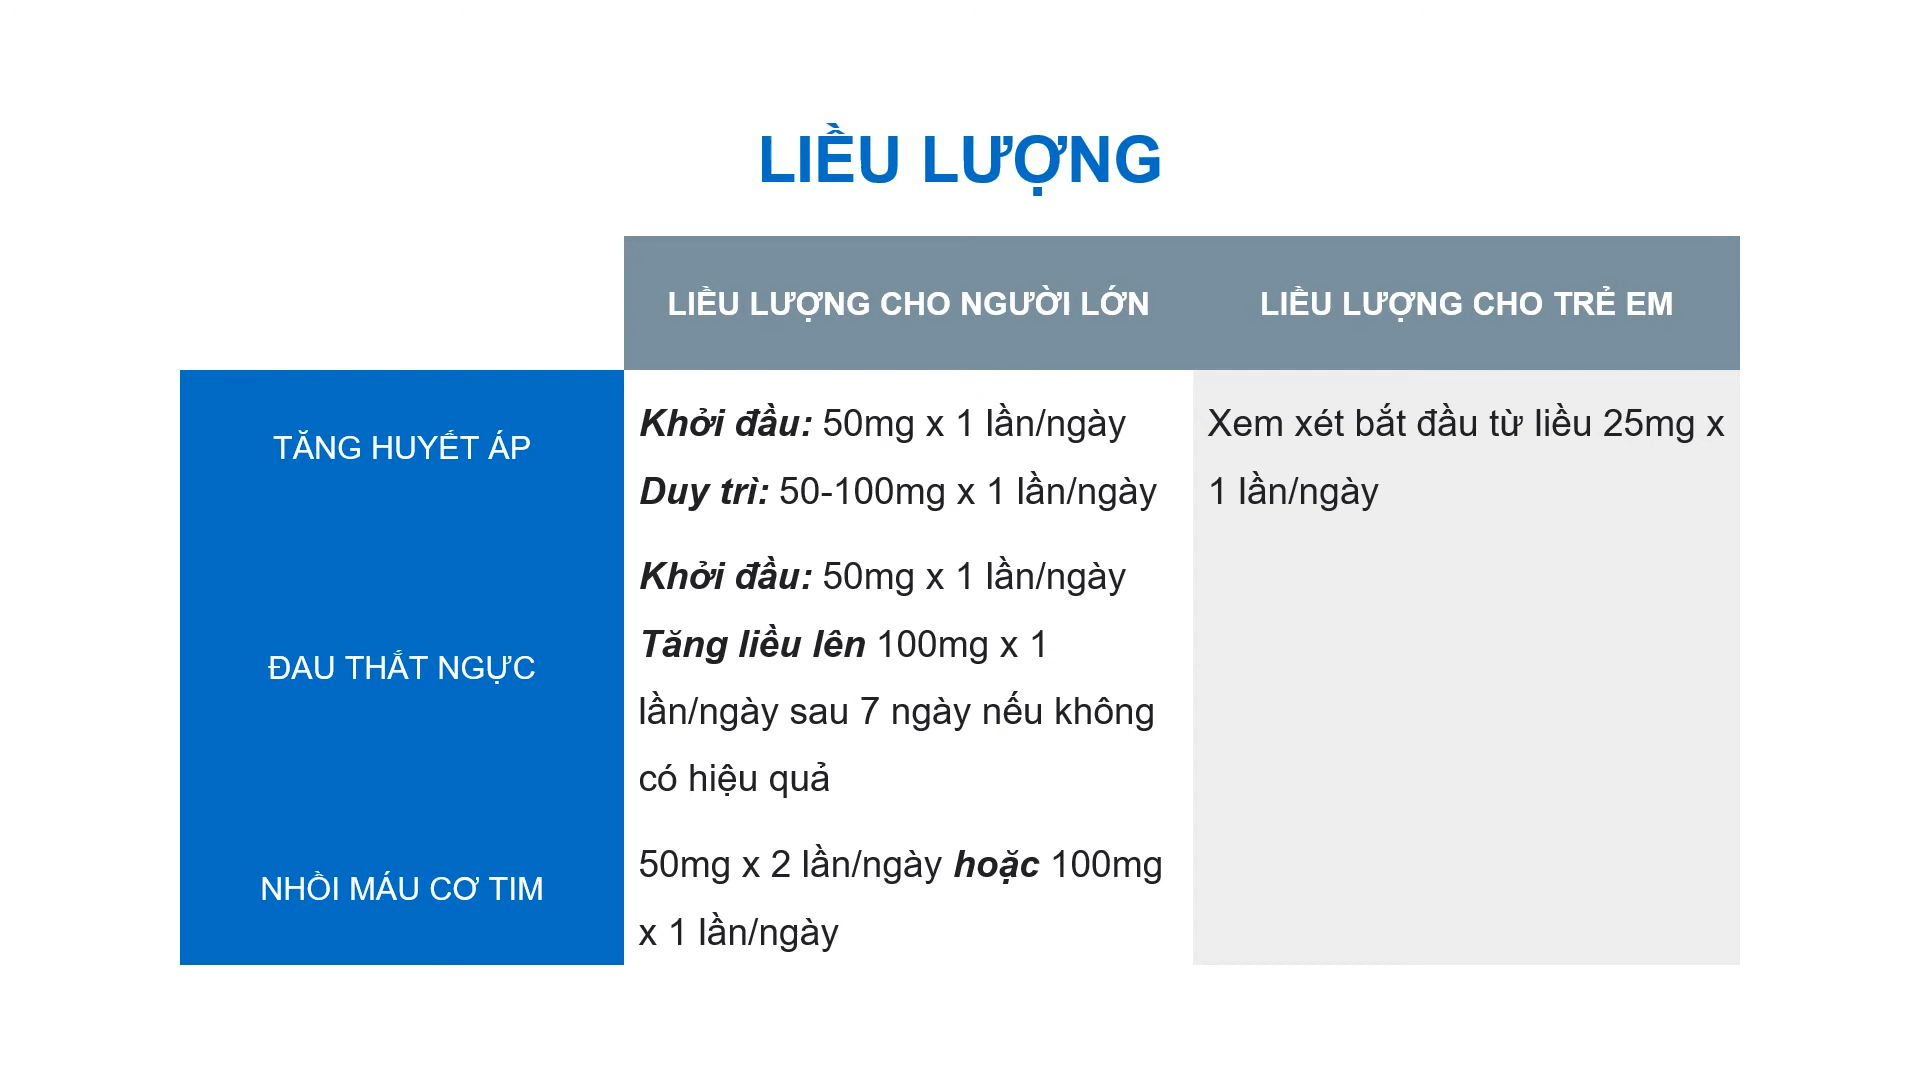 LIỀU LƯỢNG
LIỀU LƯỢNG CHO NGƯỜI LỚN
LIỀU LƯỢNG CHO TRẺ EM
TĂNG HUYẾT ÁP
Khởi đầu: 50mg x 1 lần/ngày
Duy trì: 50-100mg x 1 lần/ngày
Xem xét bắt đầu từ liều 25mg x
1 lần/ngày
ĐAU THẮT NGỰC
Khởi đầu: 50mg x 1 lần/ngày
Tăng liều lên 100mg x 1
lần/ngày sau 7 ngày nếu không
có hiệu quả
NHỒI MÁU CƠ TIM
50mg x 2 lần/ngày hoặc 100mg
x 1 lần/ngày